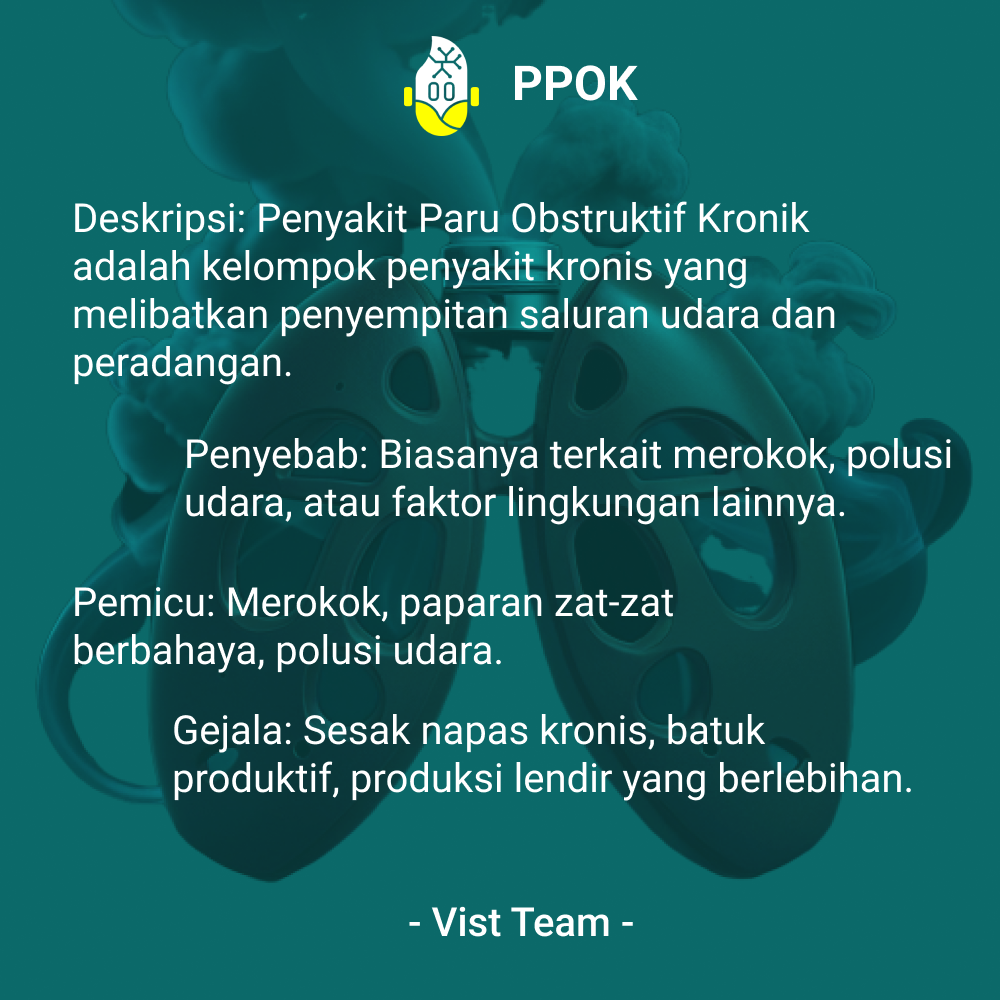 PPOK
Deskripsi: Penyakit Paru Obstruktif Kronik
adalah kelompok penyakit kronis yang
melibatkan penyempitan saluran udara dan
peradangan.
Penyebab: Biasanya terkait merokok, polusi
udara, atau faktor lingkungan lainnya.
Pemicu: Merokok, paparan zat-zat
berbahaya, polusi udara.
Gejala: Sesak napas kronis, batuk
produktif, produksi lendir yang berlebihan.
- Vist Team -